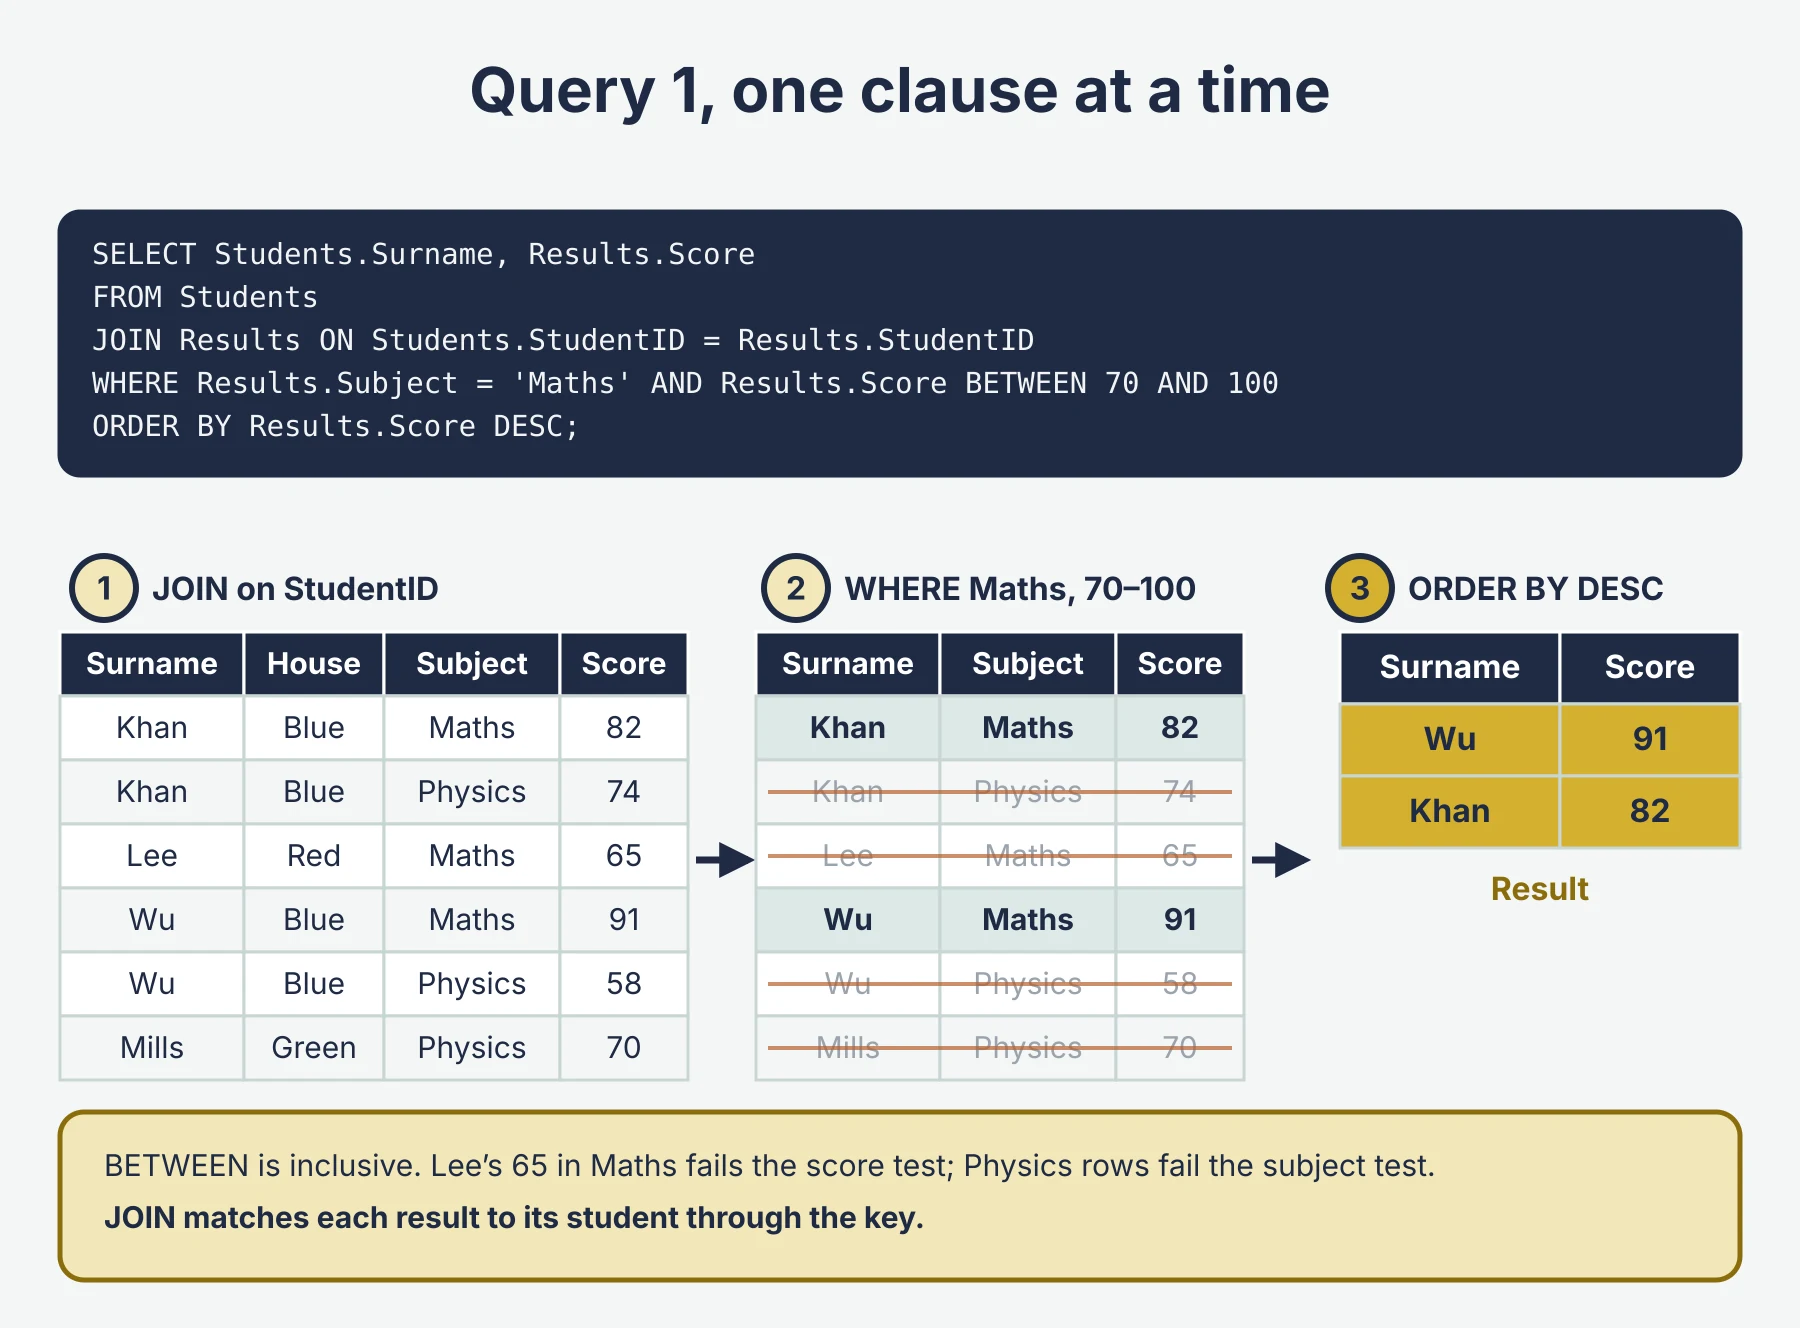 Query 1, one clause at a time
SELECT Students.Surname, Results.Score
FROM Students
JOIN Results ON Students.StudentID = Results.StudentID
WHERE Results.Subject = 'Maths' AND Results.Score BETWEEN 70 AND 100
ORDER BY Results.Score DESC;
1 JOIN on StudentID
Surname House Subject Score
Khan Blue Maths 82
Khan Blue Physics 74
Lee Red Maths 65
Wu Blue Maths 91
Wu Blue Physics 58
Mills Green Physics 70
2 WHERE Maths, 70–100
Surname Subject Score
Khan Maths 82
Khan Physics 74
Lee Maths 65
Wu Maths 91
Wu Physics 58
Mills Physics 70
3 ORDER BY DESC
Surname Score
Wu 91
Khan 82
Result
BETWEEN is inclusive. Lee’s 65 in Maths fails the score test; Physics rows fail the subject test.
JOIN matches each result to its student through the key.